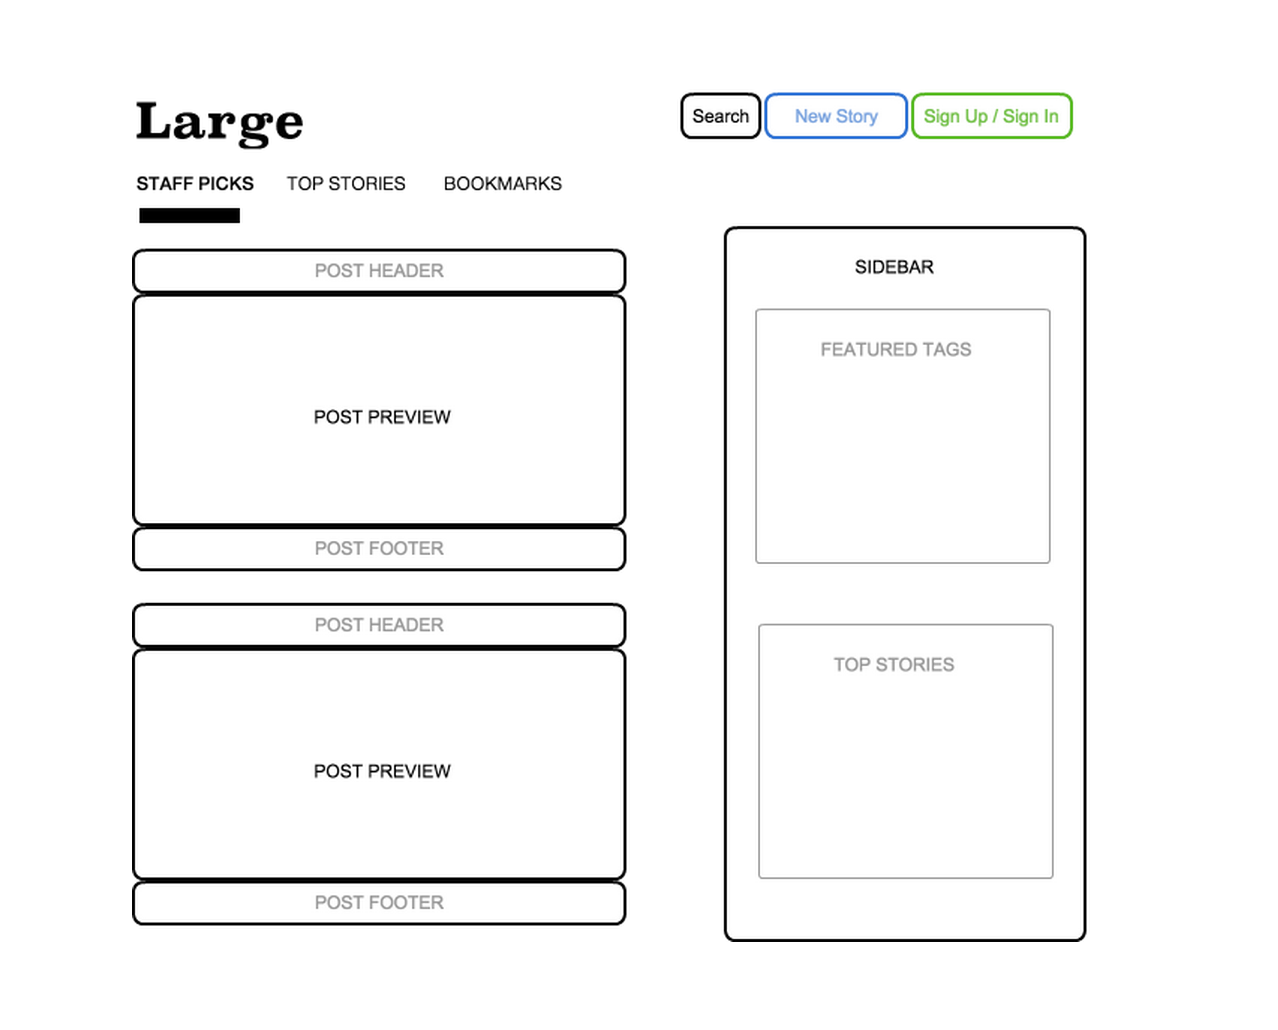 Large
Search
New Story
Sign Up / Sign In
STAFF PICKS
TOP STORIES
BOOKMARKS
POST HEADER
POST PREVIEW
POST FOOTER
POST HEADER
POST PREVIEW
POST FOOTER
SIDEBAR
FEATURED TAGS
TOP STORIES